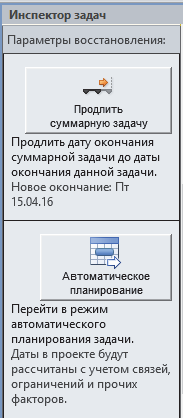 Инспектор задач
Параметры восстановления:
Продлить
суммарную задачу
Продлить дату окончания
суммарной задачи до даты
окончания данной задачи.
Новое окончание: Пт
15.04.16
Автоматическое
планирование
Перейти в режим
автоматического
планирования задачи.
Даты в проекте будут
рассчитаны с учетом связей,
ограничений и прочих
факторов.